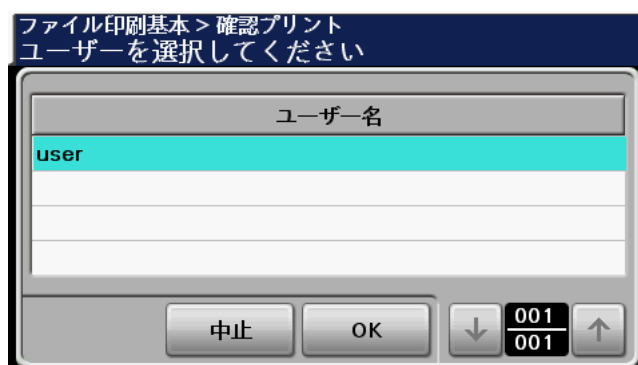 ファイル印刷基本>確認プリント
ユーザーを選択してください
ユーザー名
user
中止
OK
001
001